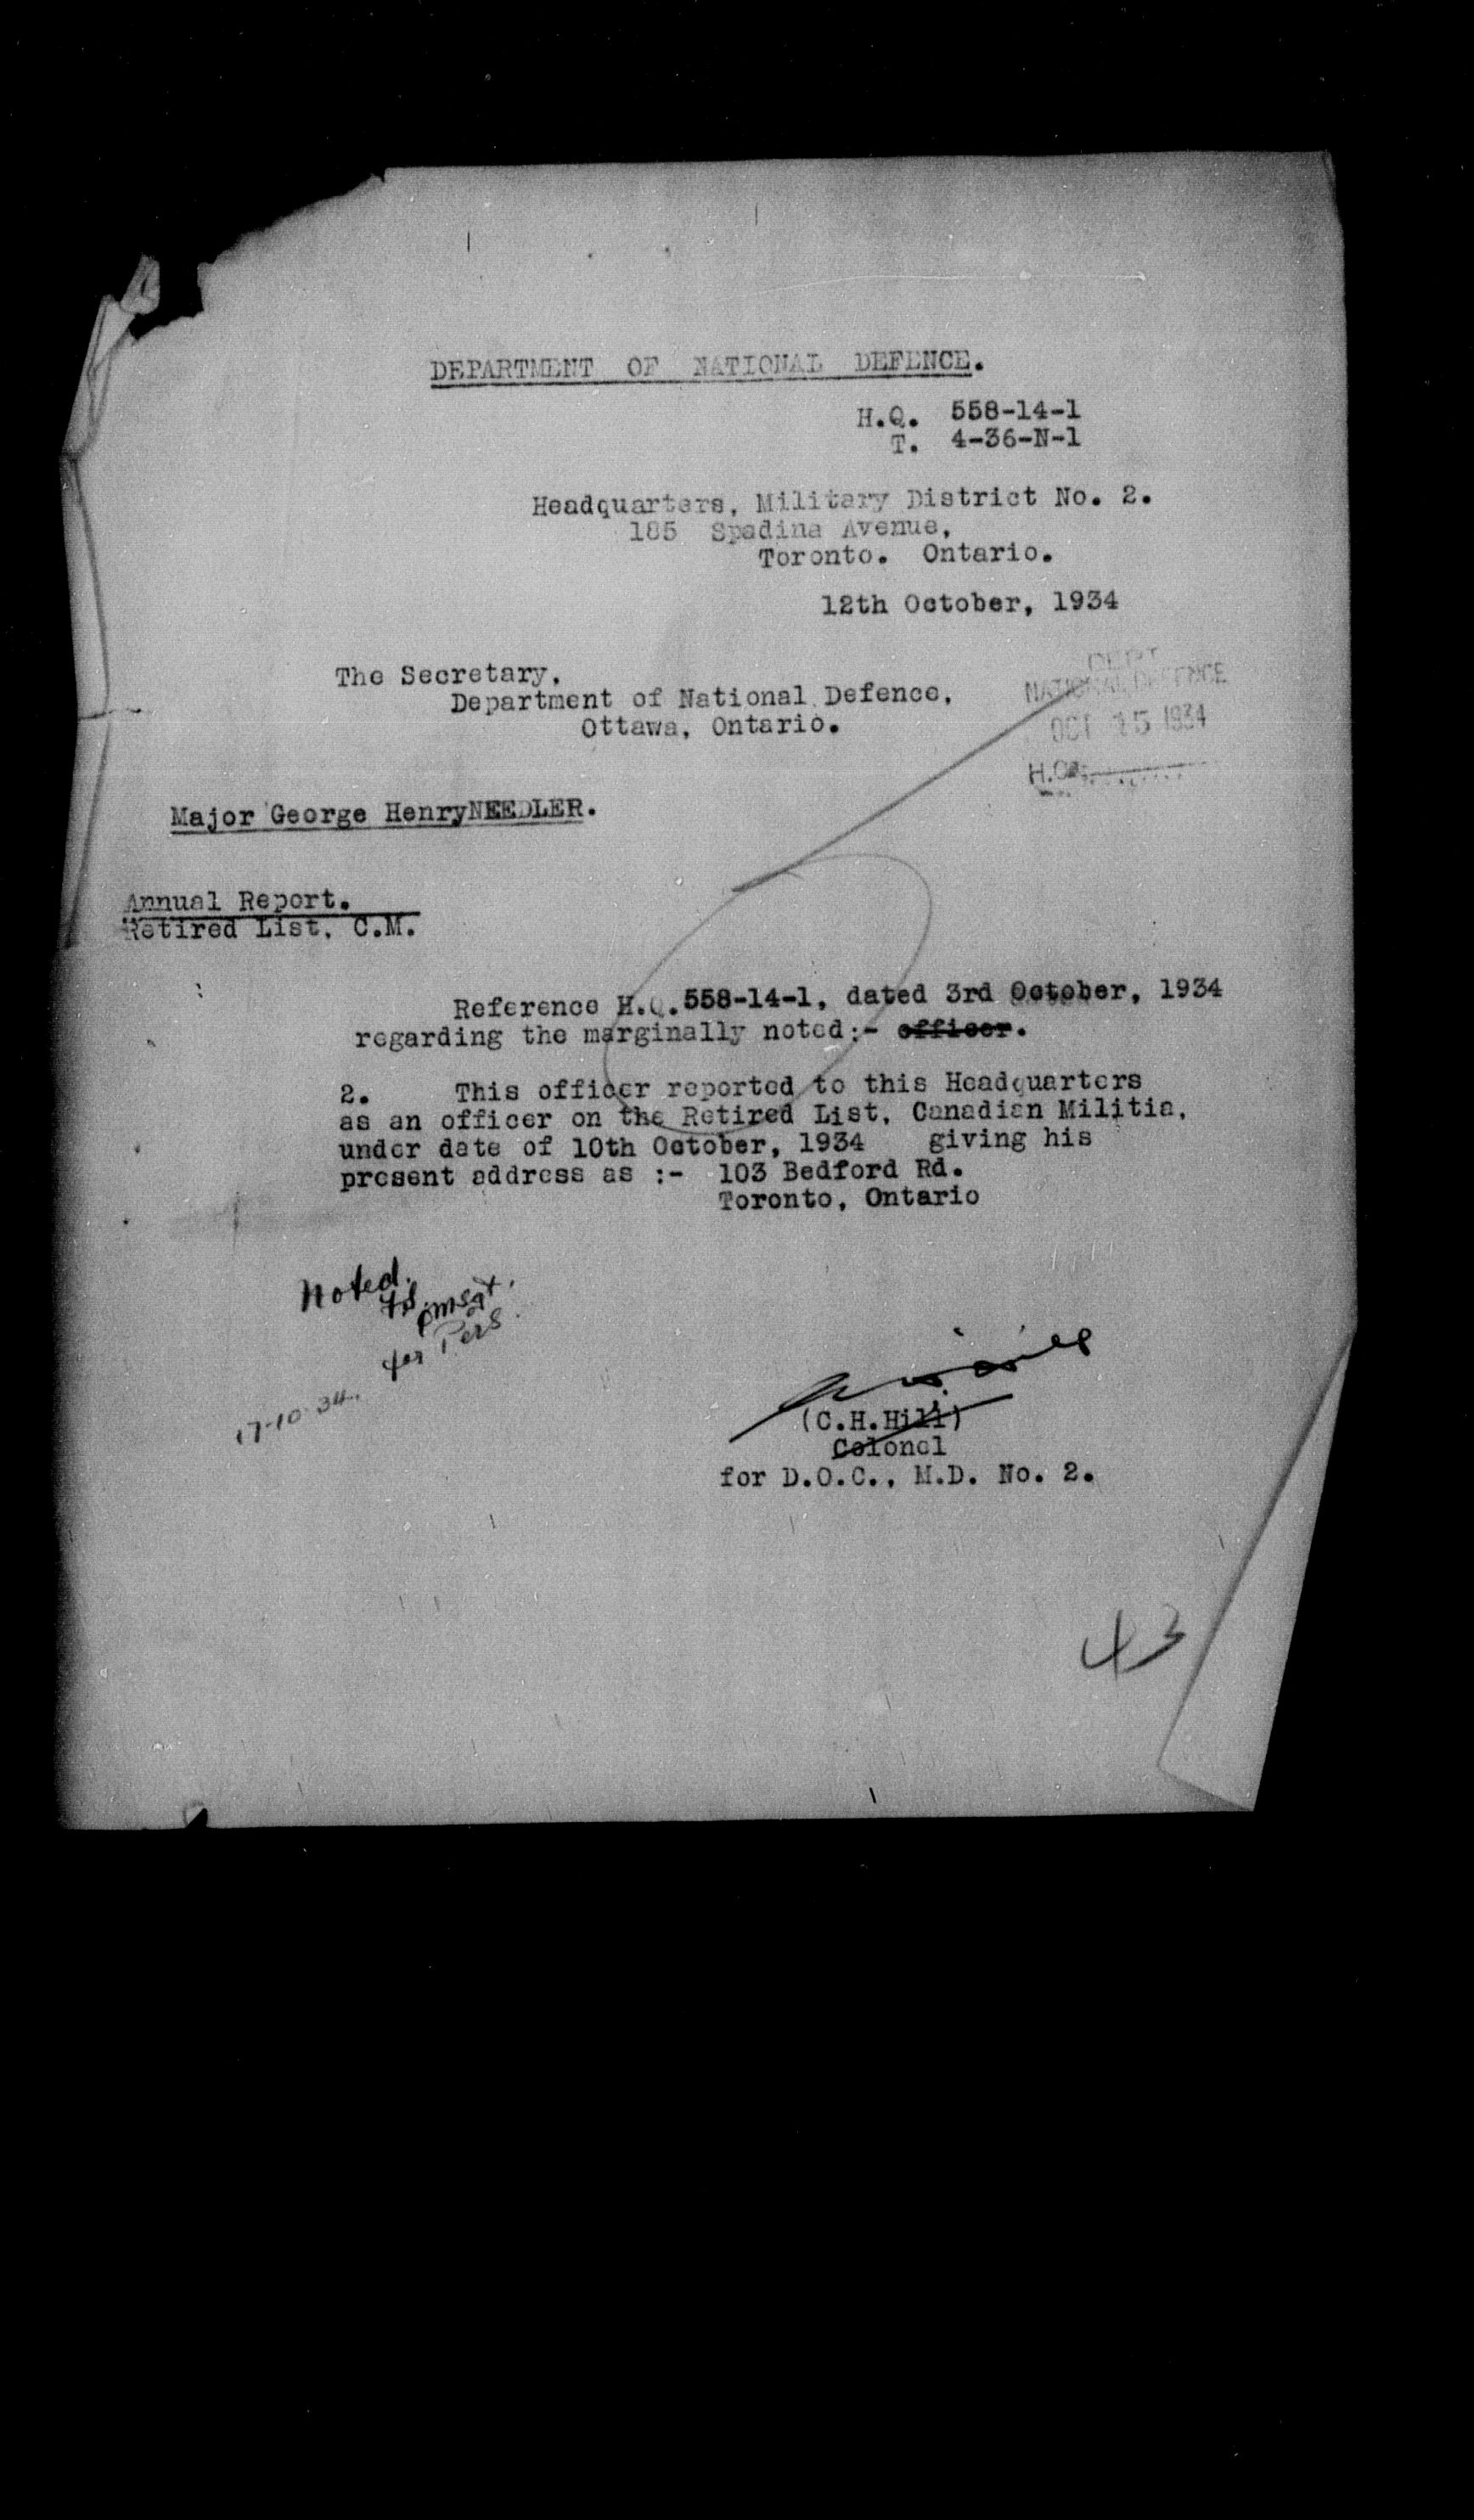 DEPARTMENT OF NATIONAL DEFENCE.
H.Q. 558-14-1
T. 4-36-N-1
Headquarters, Military District No. 2.
185 Spadina Avenue,
Toronto. Ontario.
12th October, 1934
The Secretary,
Department of National Defence,
Ottawa, Ontario.
DEPT
NATIONAL DEFENCE
OCT 15 1934
H.Q.
Major George HenryNEEDLER.
Annual Report.
Retired List, C.M.
Reference H.Q.558-14-1, dated 3rd October, 1934
regarding the marginally noted:- officer.
2. This officer reported to this Headquarters
as an officer on the Retired List, Canadian Militia,
under date of 10th October, 1934 giving his
present address as :- 103 Bedford Rd.
Toronto, Ontario
Noted.
for Pers
17-10-34.
(C.H.Hill)
Colonel
for D.O.C., M.D. No. 2.
43